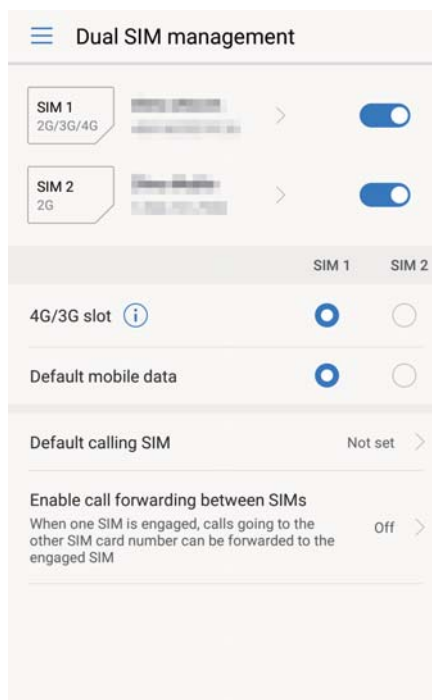 Dual SIM management
SIM 1
2G/3G/4G
SIM 2
2G
SIM 1 SIM 2
4G/3G slot i
Default mobile data
Default calling SIM Not set
Enable call forwarding between SIMs
When one SIM is engaged, calls going to the
other SIM card number can be forwarded to the
engaged SIM
Off